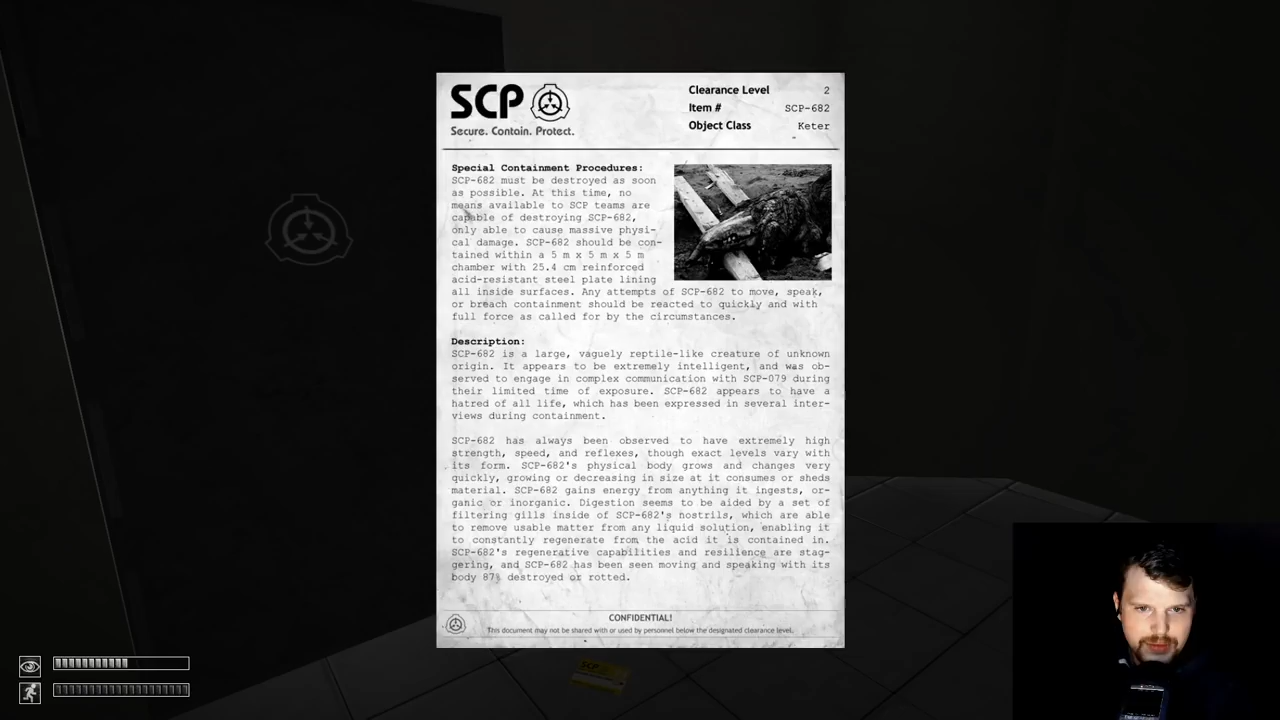 SCP
Secure. Contain. Protect.
Clearance Level 2
Item # SCP-682
Object Class Keter
Special Containment Procedures:
SCP-682 must be destroyed as soon
as possible. At this time, no
means available to SCP teams are
capable of destroying SCP-682,
only able to cause massive physi-
cal damage. SCP-682 should be con-
tained within a 5 m x 5 m x 5 m
chamber with 25.4 cm reinforced
acid-resistant steel plate lining
all inside surfaces. Any attempts of SCP-682 to move, speak,
or breach containment should be reacted to quickly and with
full force as called for by the circumstances.
Description:
SCP-682 is a large, vaguely reptile-like creature of unknown
origin. It appears to be extremely intelligent, and was ob-
served to engage in complex communication with SCP-079 during
their limited time of exposure. SCP-682 appears to have a
hatred of all life, which has been expressed in several inter-
views during containment.
SCP-682 has always been observed to have extremely high
strength, speed, and reflexes, though exact levels vary with
its form. SCP-682's physical body grows and changes very
quickly, growing or decreasing in size at it consumes or sheds
material. SCP-682 gains energy from anything it ingests, or-
ganic or inorganic. Digestion seems to be aided by a set of
filtering gills inside of SCP-682's nostrils, which are able
to remove usable matter from any liquid solution, enabling it
to constantly regenerate from the acid it is contained in.
SCP-682's regenerative capabilities and resilience are stag-
gering, and SCP-682 has been seen moving and speaking with its
body 87% destroyed or rotted.
CONFIDENTIAL!
This document may not be shared with or used by personnel below the designated clearance level.
SCP